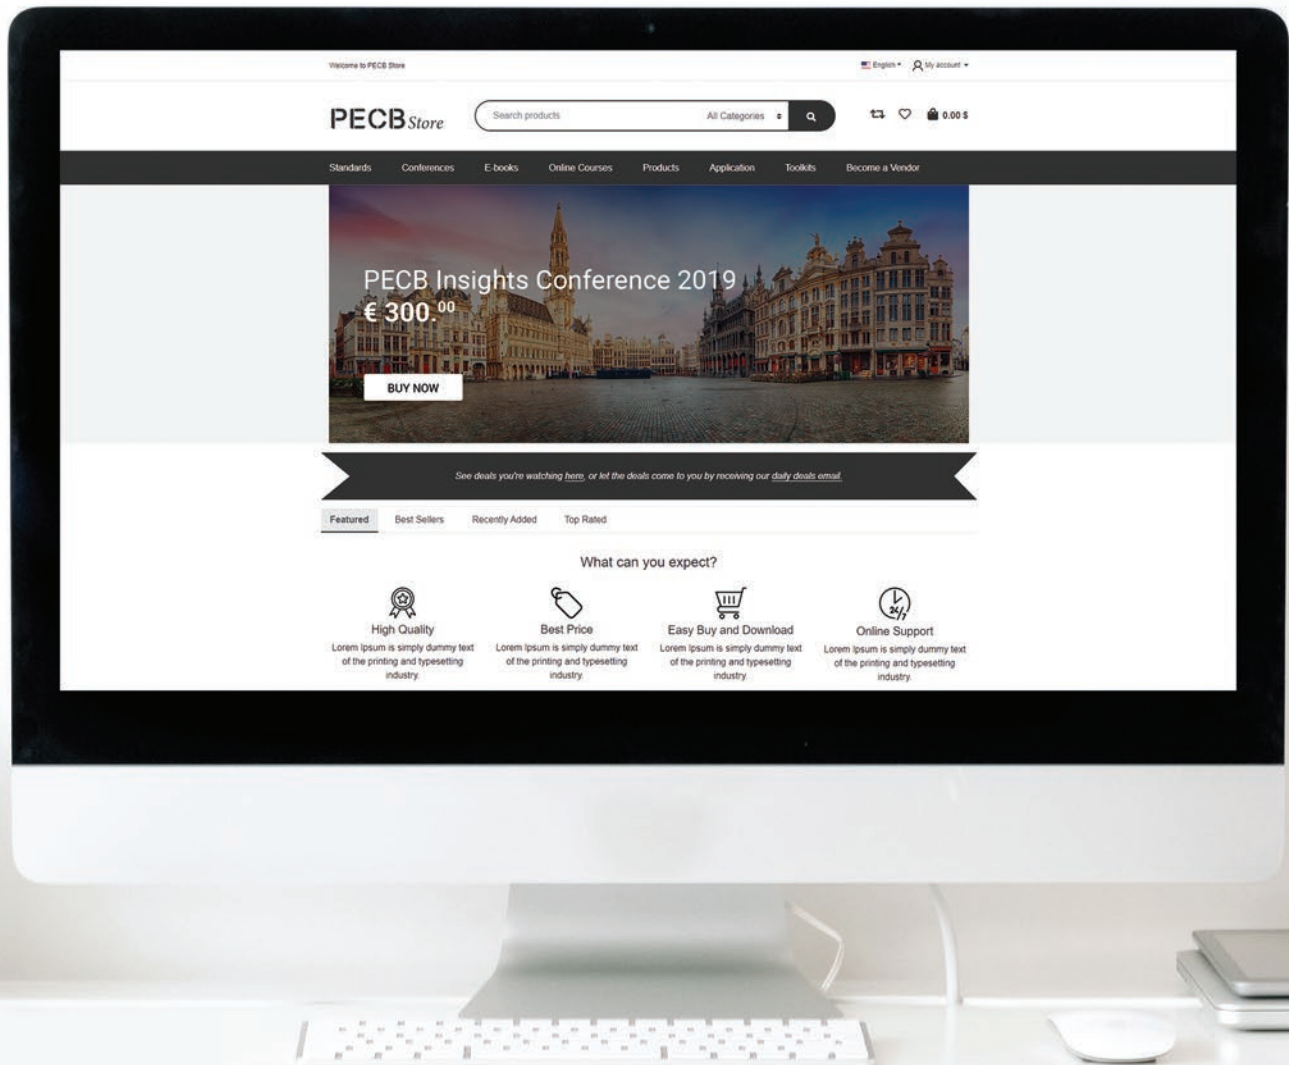 Welcome to PECB Store
English
My account
PECB Store
Search products
All Categories
0.00 $
Standards
Conferences
E-books
Online Courses
Products
Application
Toolkits
Become a Vendor
PECB Insights Conference 2019
€ 300.00
BUY NOW
See deals you're watching here, or let the deals come to you by receiving our daily deals email.
Featured
Best Sellers
Recently Added
Top Rated
What can you expect?
24/7
High Quality
Lorem Ipsum is simply dummy text
of the printing and typesetting
industry.
Best Price
Lorem Ipsum is simply dummy text
of the printing and typesetting
industry.
Easy Buy and Download
Lorem Ipsum is simply dummy text
of the printing and typesetting
industry.
Online Support
Lorem Ipsum is simply dummy text
of the printing and typesetting
industry.